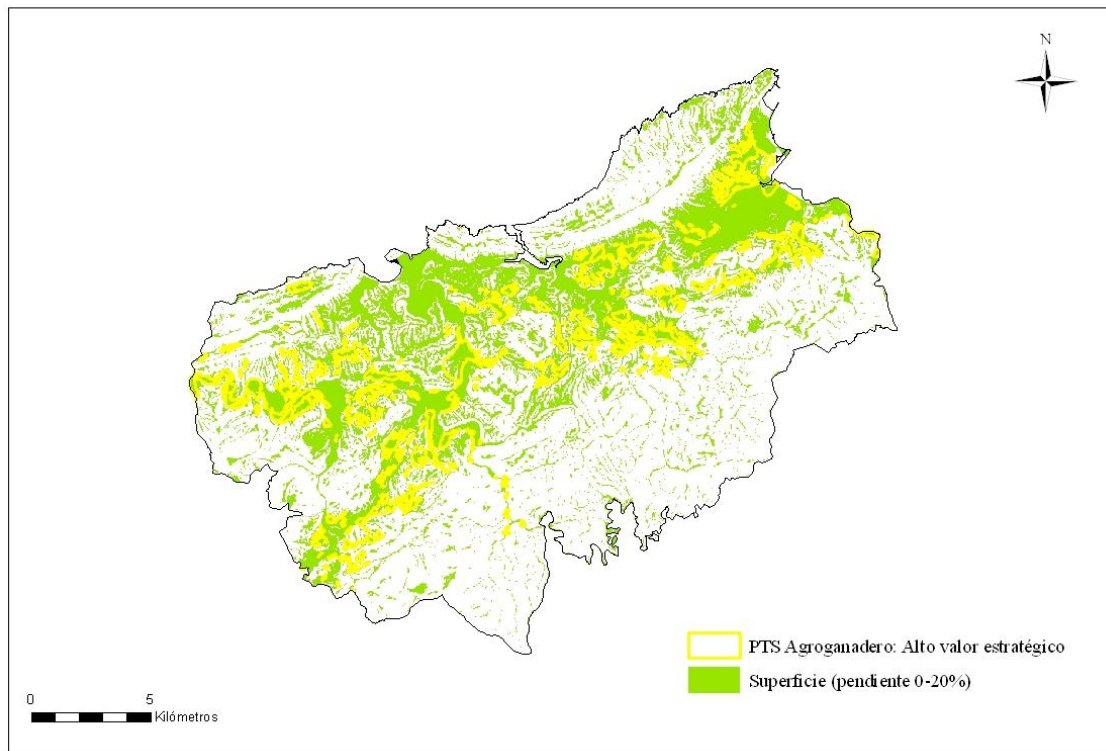 N
PTS Agroganadero: Alto valor estratégico
Superficie (pendiente 0-20%)
0 5
Kilómetros